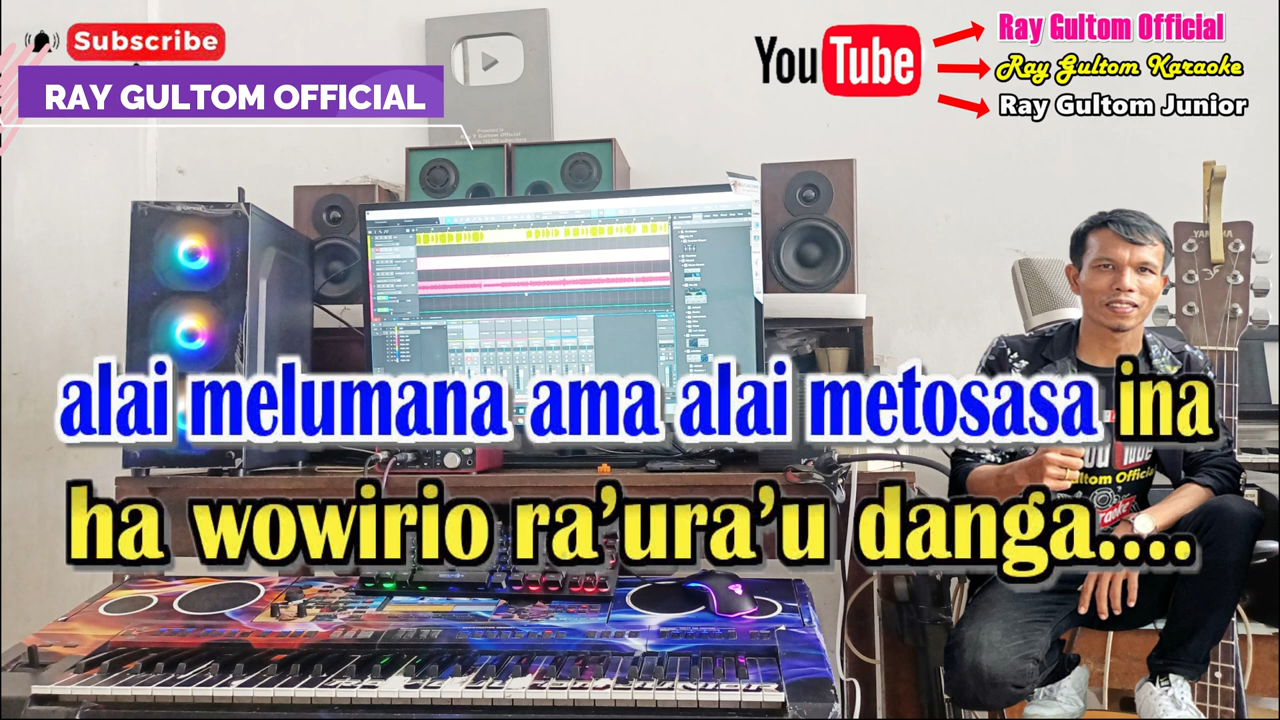 Subscribe
RAY GULTOM OFFICIAL
YouTube
Ray Gultom Official
Ray Gultom Karaoke
Ray Gultom Junior
YAMAHA
alai melumana ama alai metosasa ina
ha wowirio ra'ura'u danga....